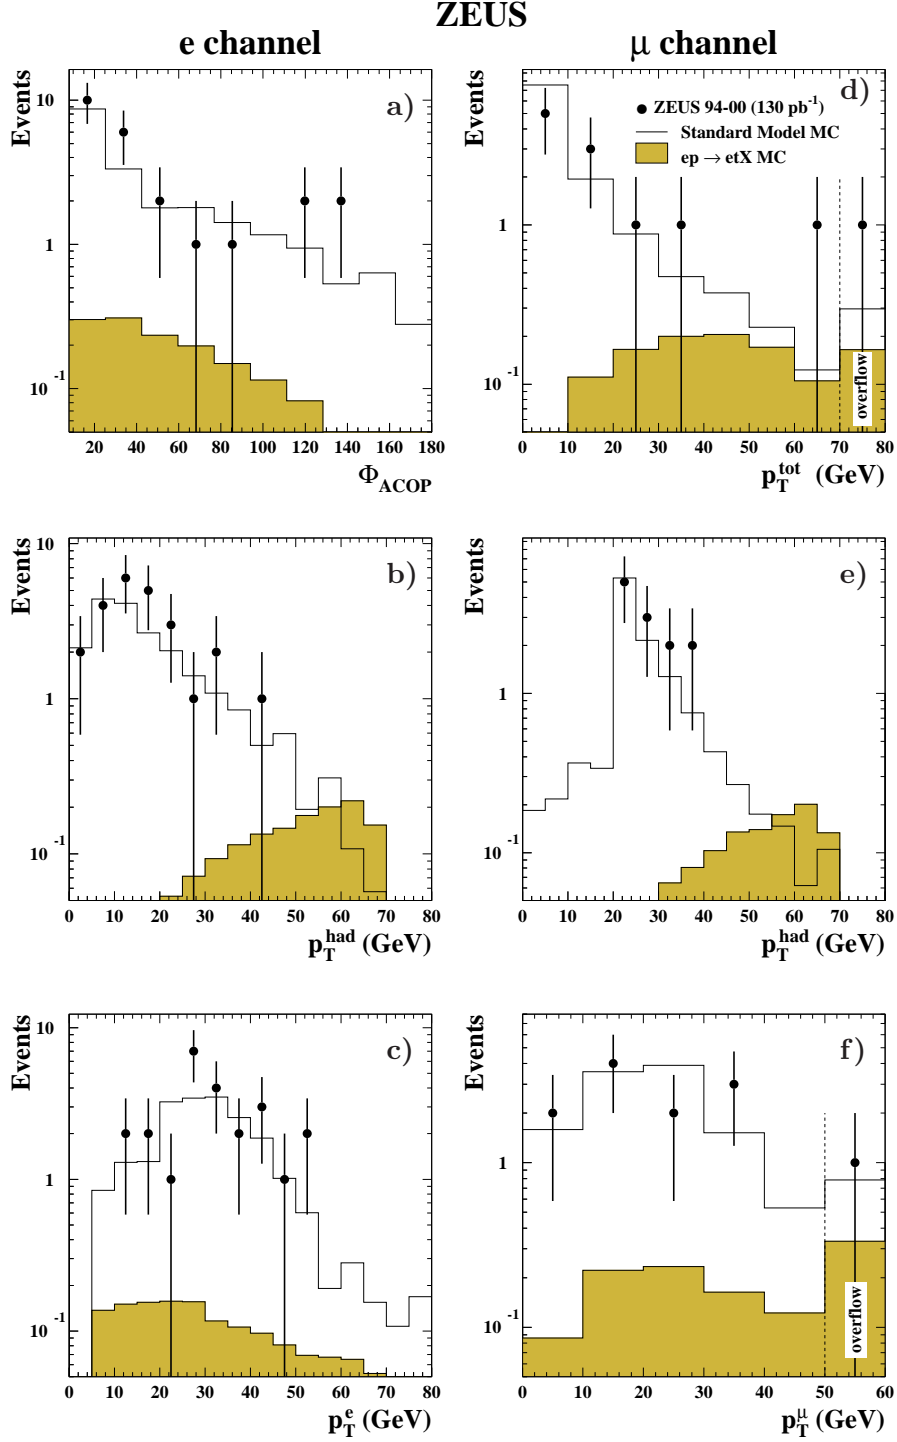 ZEUS
e channel
μ channel
Events
a)
10
1
10 -1
20 40 60 80 100 120 140 160 180
Φ_ACOP
Events
d)
ZEUS 94-00 (130 pb⁻¹)
Standard Model MC
ep → etX MC
1
10 -1
overflow
0 10 20 30 40 50 60 70 80
p_T^tot (GeV)
Events
b)
10
1
10 -1
0 10 20 30 40 50 60 70 80
p_T^had (GeV)
Events
e)
1
10 -1
0 10 20 30 40 50 60 70 80
p_T^had (GeV)
Events
c)
10
1
10 -1
0 10 20 30 40 50 60 70 80
p_T^e (GeV)
Events
f)
1
10 -1
overflow
0 10 20 30 40 50 60
p_T^μ (GeV)